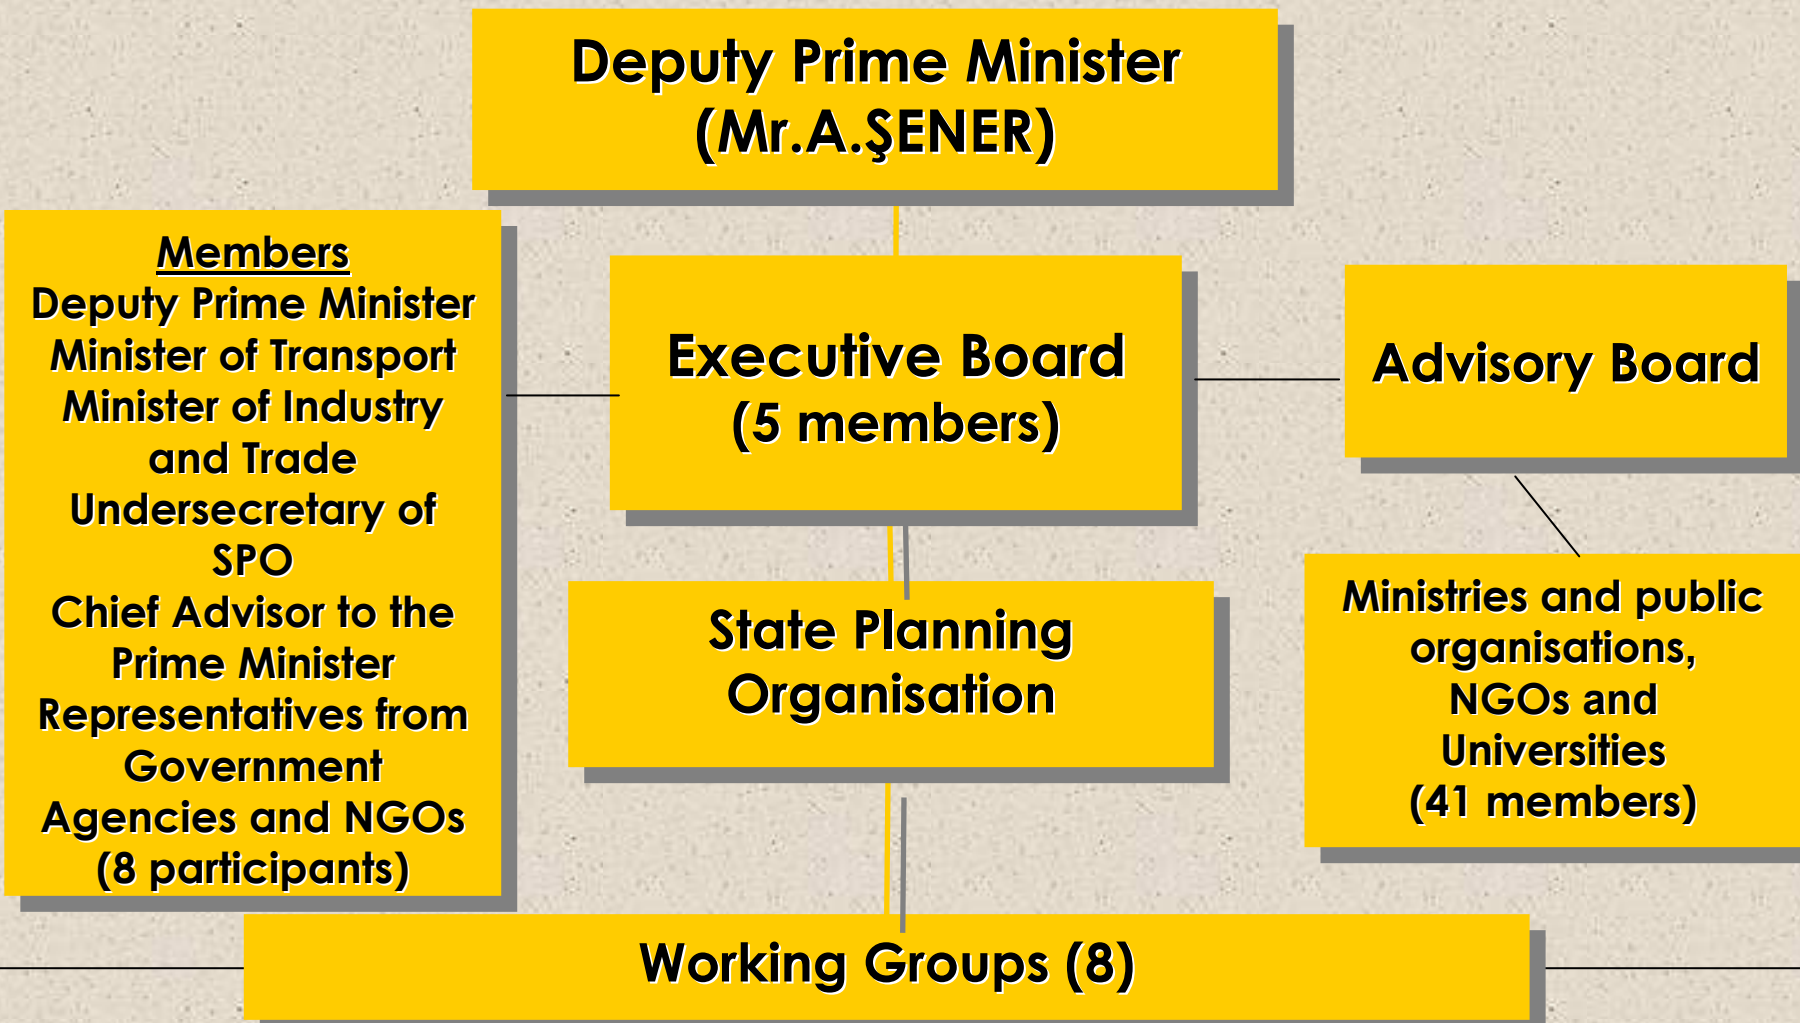 Deputy Prime Minister
(Mr.A.ŞENER)
Members
Deputy Prime Minister
Minister of Transport
Minister of Industry
and Trade
Undersecretary of
SPO
Chief Advisor to the
Prime Minister
Representatives from
Government
Agencies and NGOs
(8 participants)
Executive Board
(5 members)
Advisory Board
State Planning
Organisation
Ministries and public
organisations,
NGOs and
Universities
(41 members)
Working Groups (8)